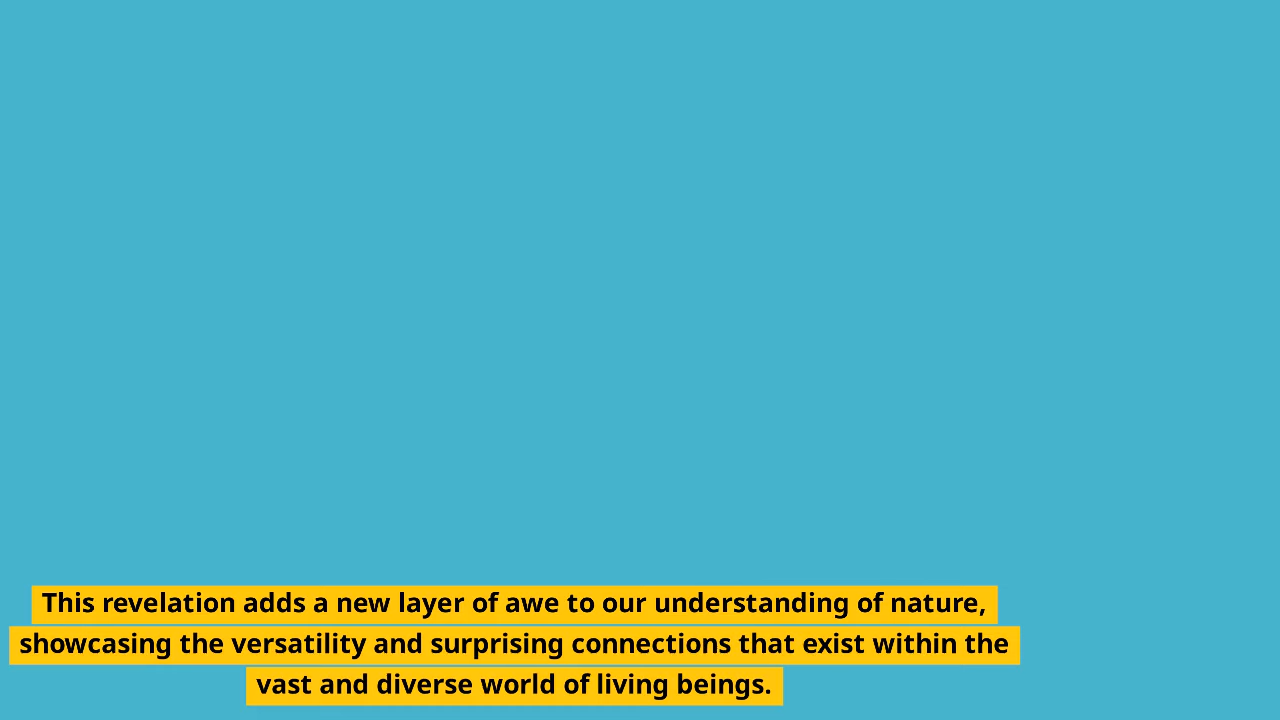 This revelation adds a new layer of awe to our understanding of nature,
showcasing the versatility and surprising connections that exist within the
vast and diverse world of living beings.